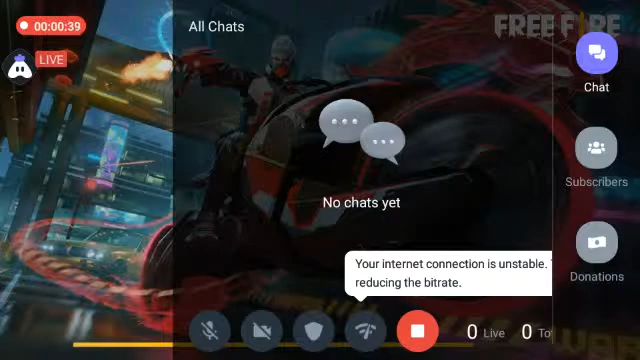 00:00:39
All Chats
FREE FIRE
LIVE
Chat
No chats yet
Subscribers
Your internet connection is unstable.
reducing the bitrate.
Donations
0 Live 0